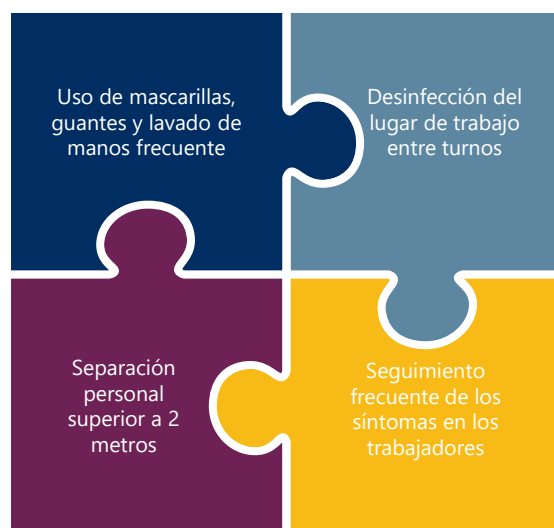 Uso de mascarillas,
guantes y lavado de
manos frecuente
Desinfección del
lugar de trabajo
entre turnos
Separación
personal
superior a 2
metros
Seguimiento
frecuente de los
síntomas en los
trabajadores